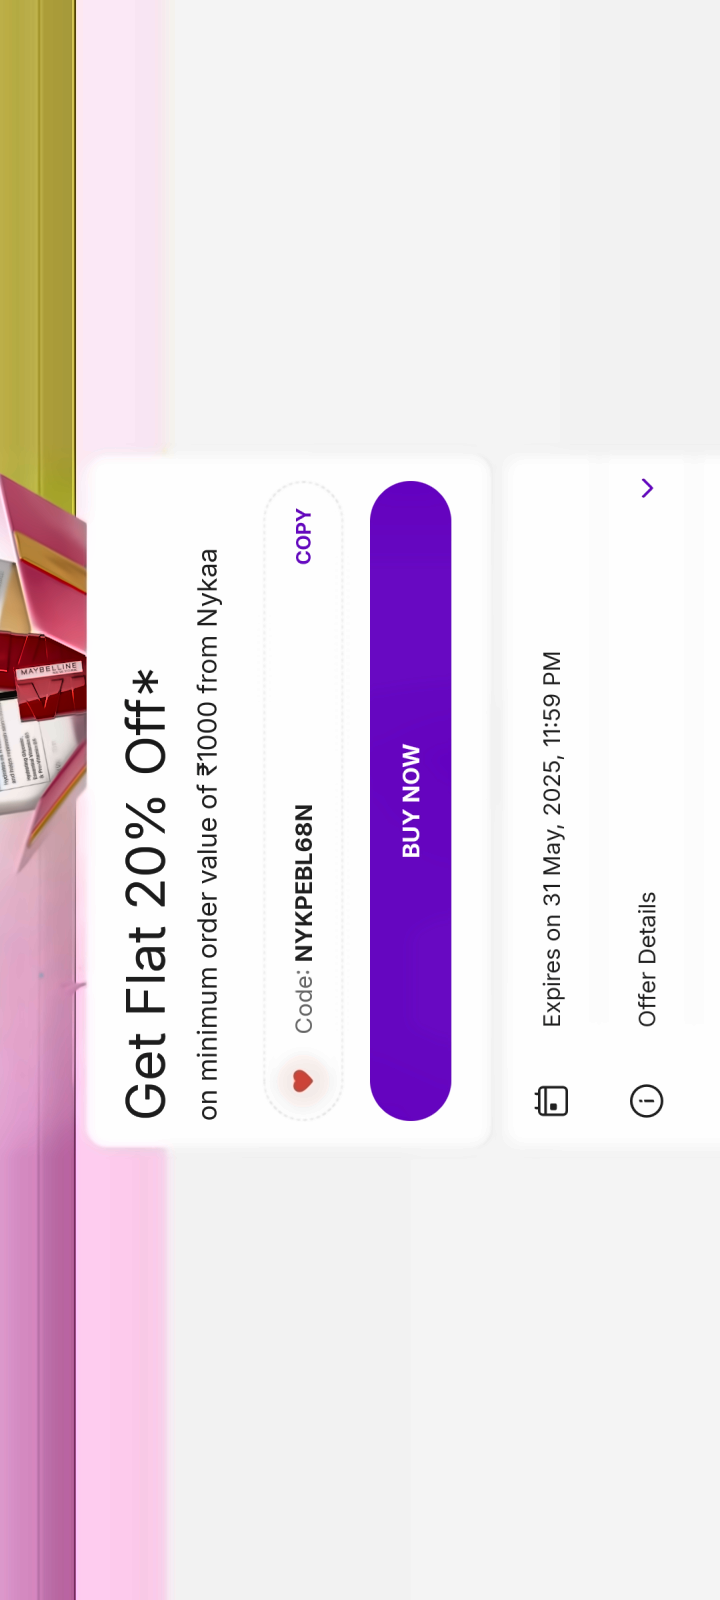 MAYBELLINE
Get Flat 20% Off*
on minimum order value of ₹1000 from Nykaa
Code: NYKPEBL68N COPY
BUY NOW
Expires on 31 May, 2025, 11:59 PM
Offer Details